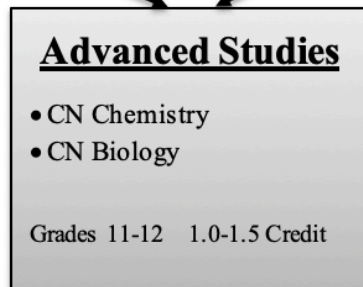 Advanced Studies
• CN Chemistry
• CN Biology
Grades 11-12 1.0-1.5 Credit